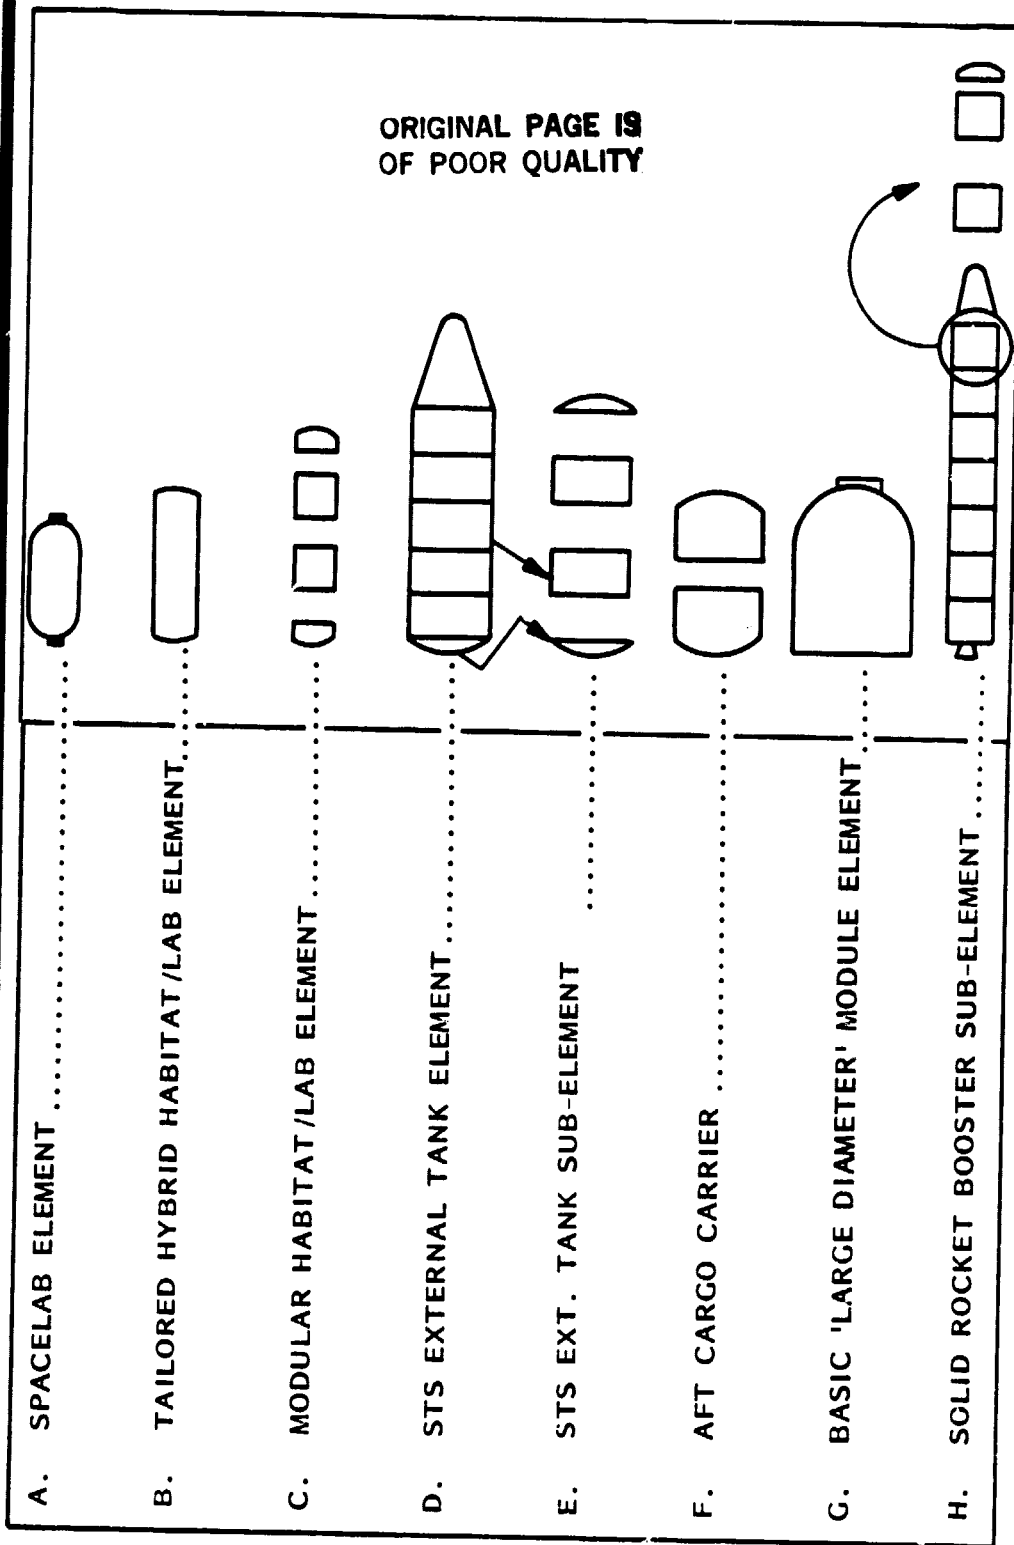 ORIGINAL PAGE IS
OF POOR QUALITY
A. SPACELAB ELEMENT
B. TAILORED HYBRID HABITAT/LAB ELEMENT
C. MODULAR HABITAT/LAB ELEMENT
D. STS EXTERNAL TANK ELEMENT
E. STS EXT. TANK SUB-ELEMENT
F. AFT CARGO CARRIER
G. BASIC 'LARGE DIAMETER' MODULE ELEMENT
H. SOLID ROCKET BOOSTER SUB-ELEMENT